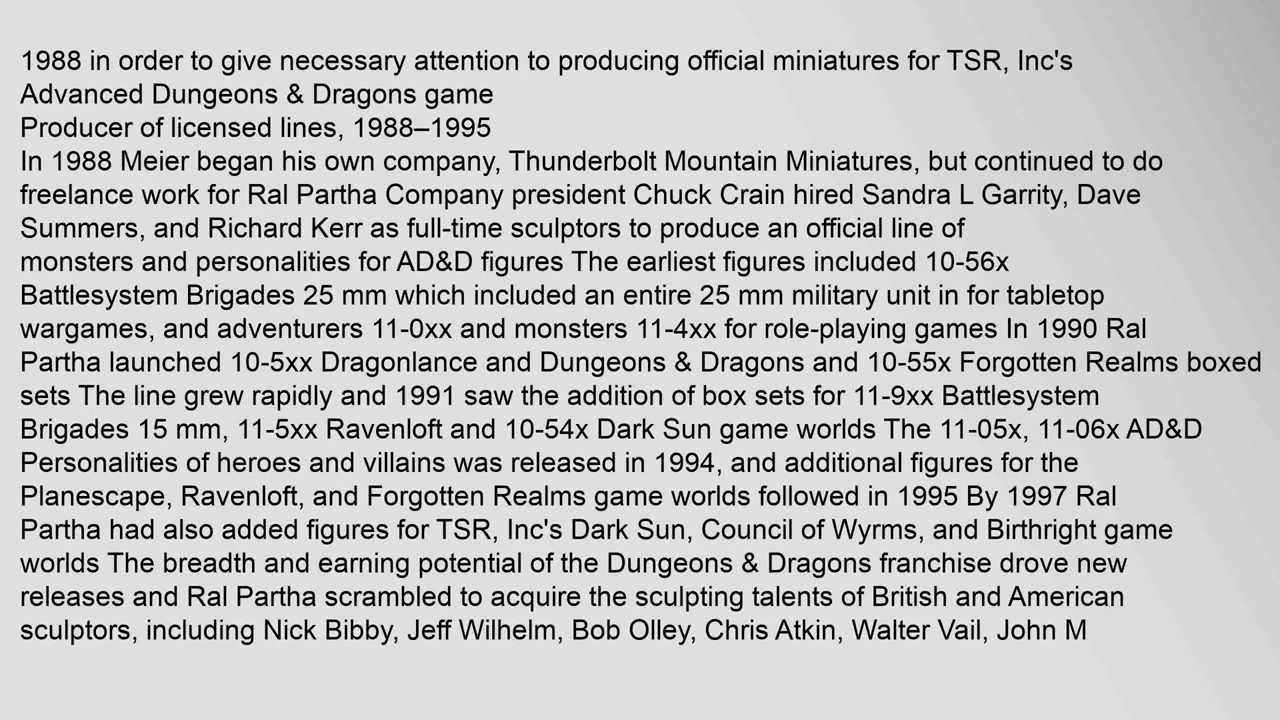 1988 in order to give necessary attention to producing official miniatures for TSR, Inc's
Advanced Dungeons & Dragons game
Producer of licensed lines, 1988–1995
In 1988 Meier began his own company, Thunderbolt Mountain Miniatures, but continued to do
freelance work for Ral Partha Company president Chuck Crain hired Sandra L Garrity, Dave
Summers, and Richard Kerr as full-time sculptors to produce an official line of
monsters and personalities for AD&D figures The earliest figures included 10-56x
Battlesystem Brigades 25 mm which included an entire 25 mm military unit in for tabletop
wargames, and adventurers 11-0xx and monsters 11-4xx for role-playing games In 1990 Ral
Partha launched 10-5xx Dragonlance and Dungeons & Dragons and 10-55x Forgotten Realms boxed
sets The line grew rapidly and 1991 saw the addition of box sets for 11-9xx Battlesystem
Brigades 15 mm, 11-5xx Ravenloft and 10-54x Dark Sun game worlds The 11-05x, 11-06x AD&D
Personalities of heroes and villains was released in 1994, and additional figures for the
Planescape, Ravenloft, and Forgotten Realms game worlds followed in 1995 By 1997 Ral
Partha had also added figures for TSR, Inc's Dark Sun, Council of Wyrms, and Birthright game
worlds The breadth and earning potential of the Dungeons & Dragons franchise drove new
releases and Ral Partha scrambled to acquire the sculpting talents of British and American
sculptors, including Nick Bibby, Jeff Wilhelm, Bob Olley, Chris Atkin, Walter Vail, John M